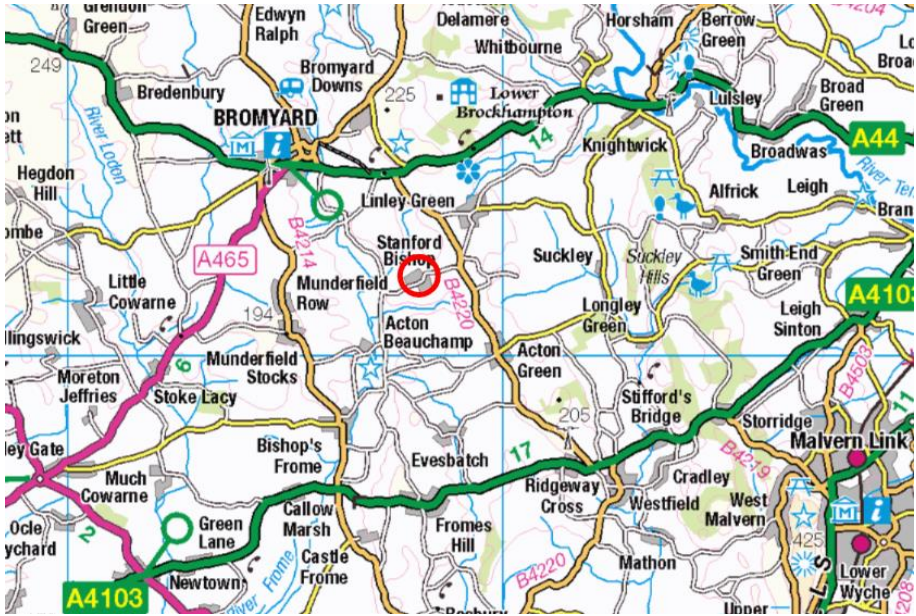 Grendon
Green
Edwyn
Ralph
Delamere
Horsham
Berrow
Green
B4204
249
Bredenbury
Bromyard
Downs
Whitbourne
225
Lower
Brockhampton
Lulsley
Broad
Green
BROMYARD
M
i
14
Knightwick
Broadwas
A44
River Lodon
Hegdon
Hill
Linley Green
Alfrick
Leigh
River
Stanford
Bishop
Suckley
Suckley
Hills
Smith End
Green
A465
B4214
Little
Cowarne
Munderfield
Row
B4220
Longley
Green
Leigh
Sinton
194
Acton
Beauchamp
Munderfield
Stocks
Acton
Green
B4503
Moreton
Jeffries
6
Stoke Lacy
205
Stifford's
Bridge
Storridge
11
Malvern Link
Bishop's
Frome
Evesbatch
17
B4219
Much
Cowarne
Ridgeway
Cross
Cradley
Westfield
West
Malvern
M
i
Ocle
2
Green
Lane
Callow
Marsh
Fromes
Hill
425
Castle
Frome
Mathon
A4103
Newtown
River Frome
B4220
Upper
Lower
Wyche